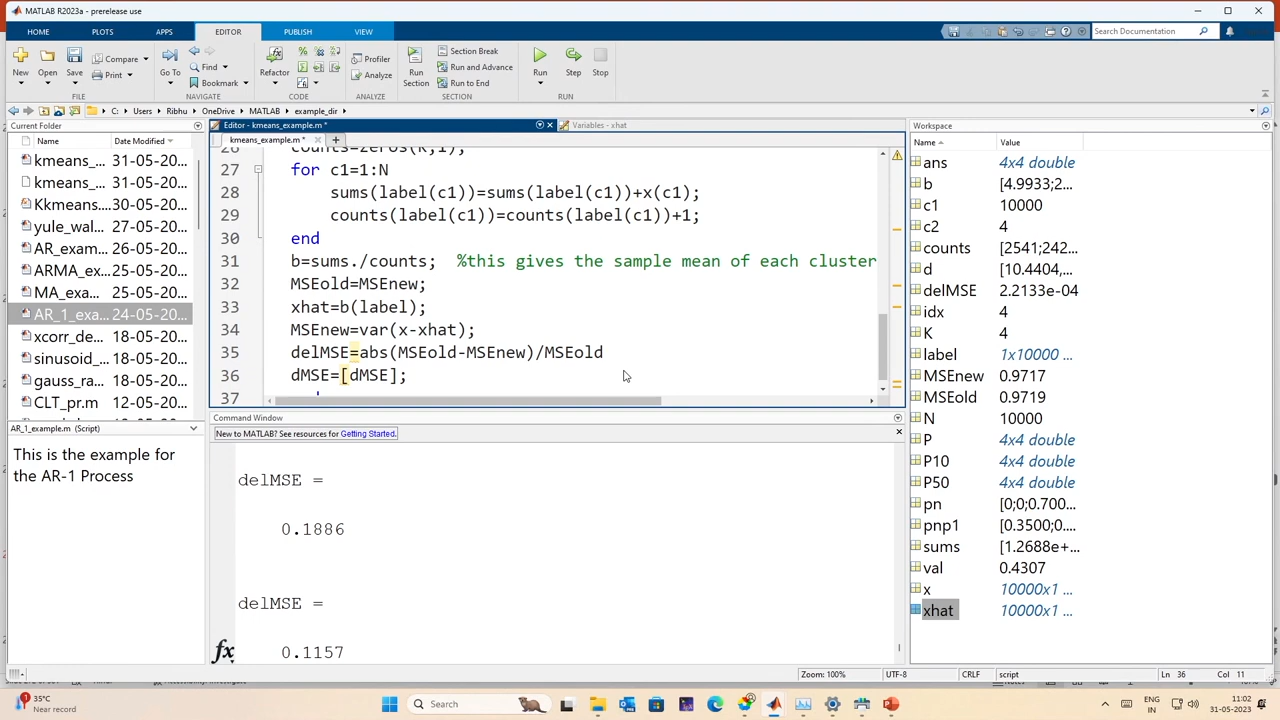 MATLAB R2023a - prerelease use
HOME PLOTS APPS EDITOR PUBLISH VIEW
Search Documentation
New Open Save Compare Print Go To Find Bookmark Refactor Profiler Analyze Run Section Section Break Run and Advance Run to End Run Step Stop
FILE NAVIGATE CODE ANALYZE SECTION RUN
C: Users Ribhu OneDrive MATLAB example_dir
Current Folder
Name Date Modified
kmeans_... 31-05-20...
kmeans_... 31-05-20...
Kkmeans... 30-05-20...
yule_wal... 27-05-20...
AR_exam... 26-05-20...
ARMA_ex... 25-05-20...
MA_exa... 25-05-20...
AR_1_exa... 24-05-20...
xcorr_de... 18-05-20...
sinusoid_... 18-05-20...
gauss_ra... 18-05-20...
CLT_pr.m 12-05-20...
AR_1_example.m (Script)
This is the example for
the AR-1 Process
Editor - kmeans_example.m *
Variables - xhat
kmeans_example.m *
26 counts=zeros(K,1);
27 for c1=1:N
28 sums(label(c1))=sums(label(c1))+x(c1);
29 counts(label(c1))=counts(label(c1))+1;
30 end
31 b=sums./counts; %this gives the sample mean of each cluster
32 MSEold=MSEnew;
33 xhat=b(label);
34 MSEnew=var(x-xhat);
35 delMSE=abs(MSEold-MSEnew)/MSEold
36 dMSE=[dMSE];
37
Command Window
New to MATLAB? See resources for Getting Started.
delMSE =
0.1886
delMSE =
0.1157
fx
Workspace
Name Value
ans 4x4 double
b [4.9933;2...
c1 10000
c2 4
counts [2541;242...
d [10.4404,...
delMSE 2.2133e-04
idx 4
K 4
label 1x10000 ...
MSEnew 0.9717
MSEold 0.9719
N 10000
P 4x4 double
P10 4x4 double
P50 4x4 double
pn [0;0;0.700...
pnp1 [0.3500;0....
sums [1.2688e+...
val 0.4307
x 10000x1 ...
xhat 10000x1 ...
Zoom: 100% UTF-8 CRLF script Ln 36 Col 11
35°C
Near record
Search
ENG
IN
11:02
31-05-2023